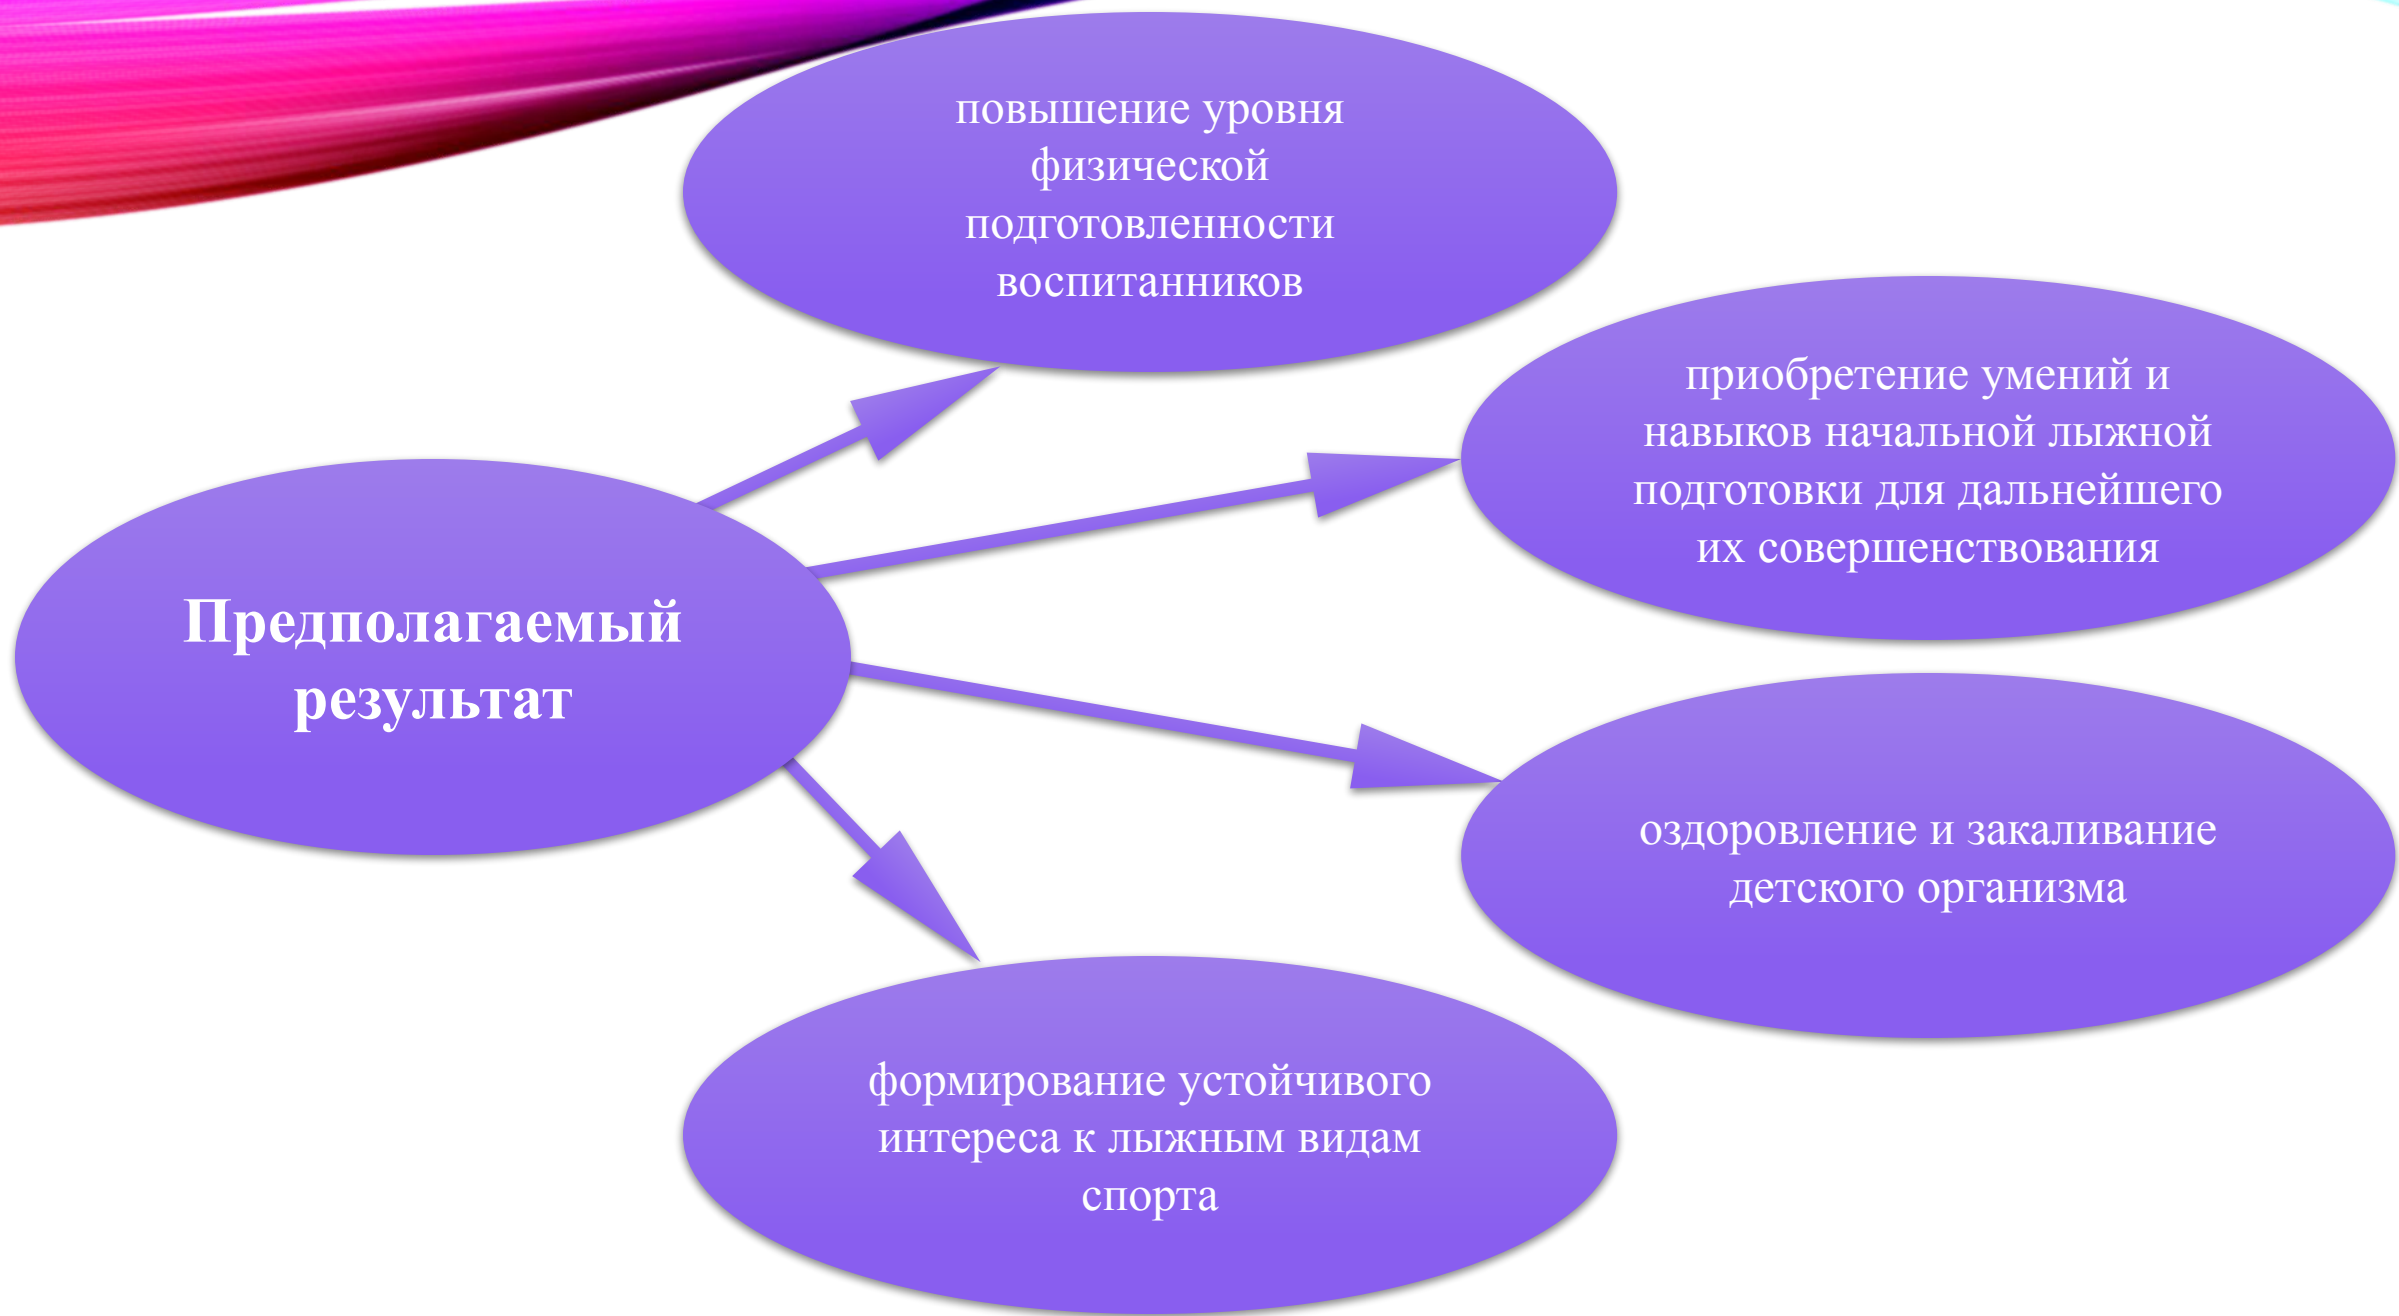 повышение уровня
физической
подготовленности
воспитанников
приобретение умений и
навыков начальной лыжной
подготовки для дальнейшего
их совершенствования
Предполагаемый
результат
оздоровление и закаливание
детского организма
формирование устойчивого
интереса к лыжным видам
спорта